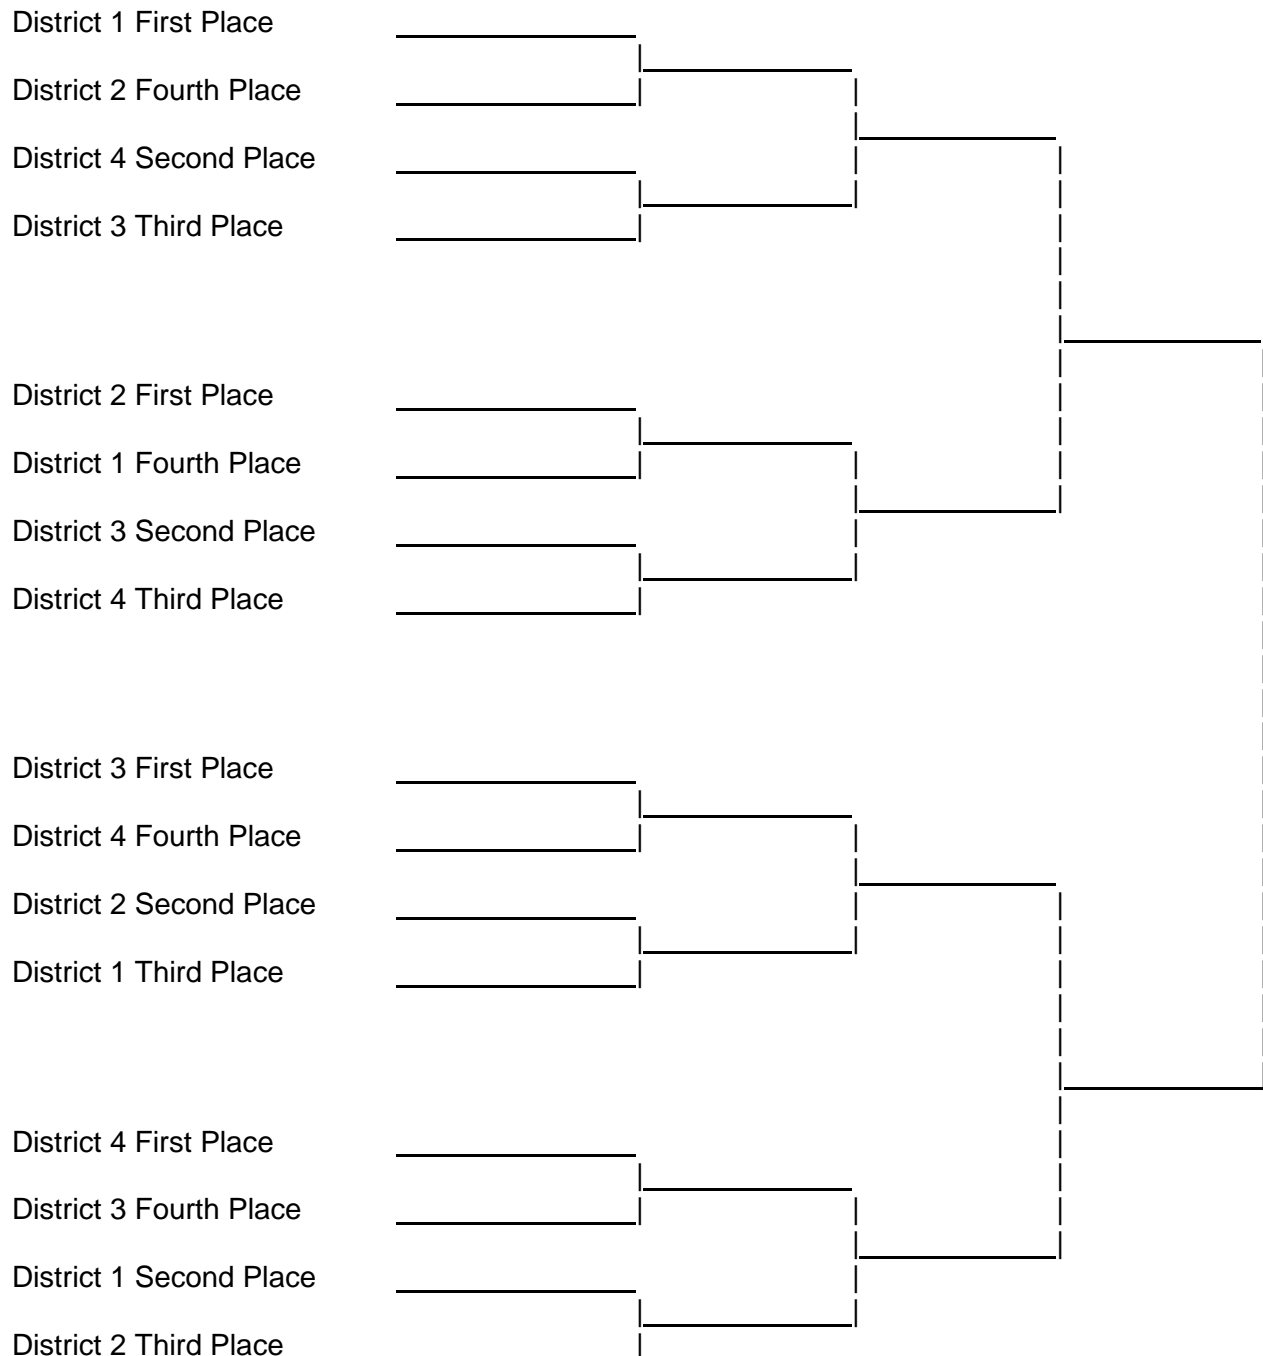 District 1 First Place
District 2 Fourth Place
District 4 Second Place
District 3 Third Place
District 2 First Place
District 1 Fourth Place
District 3 Second Place
District 4 Third Place
District 3 First Place
District 4 Fourth Place
District 2 Second Place
District 1 Third Place
District 4 First Place
District 3 Fourth Place
District 1 Second Place
District 2 Third Place